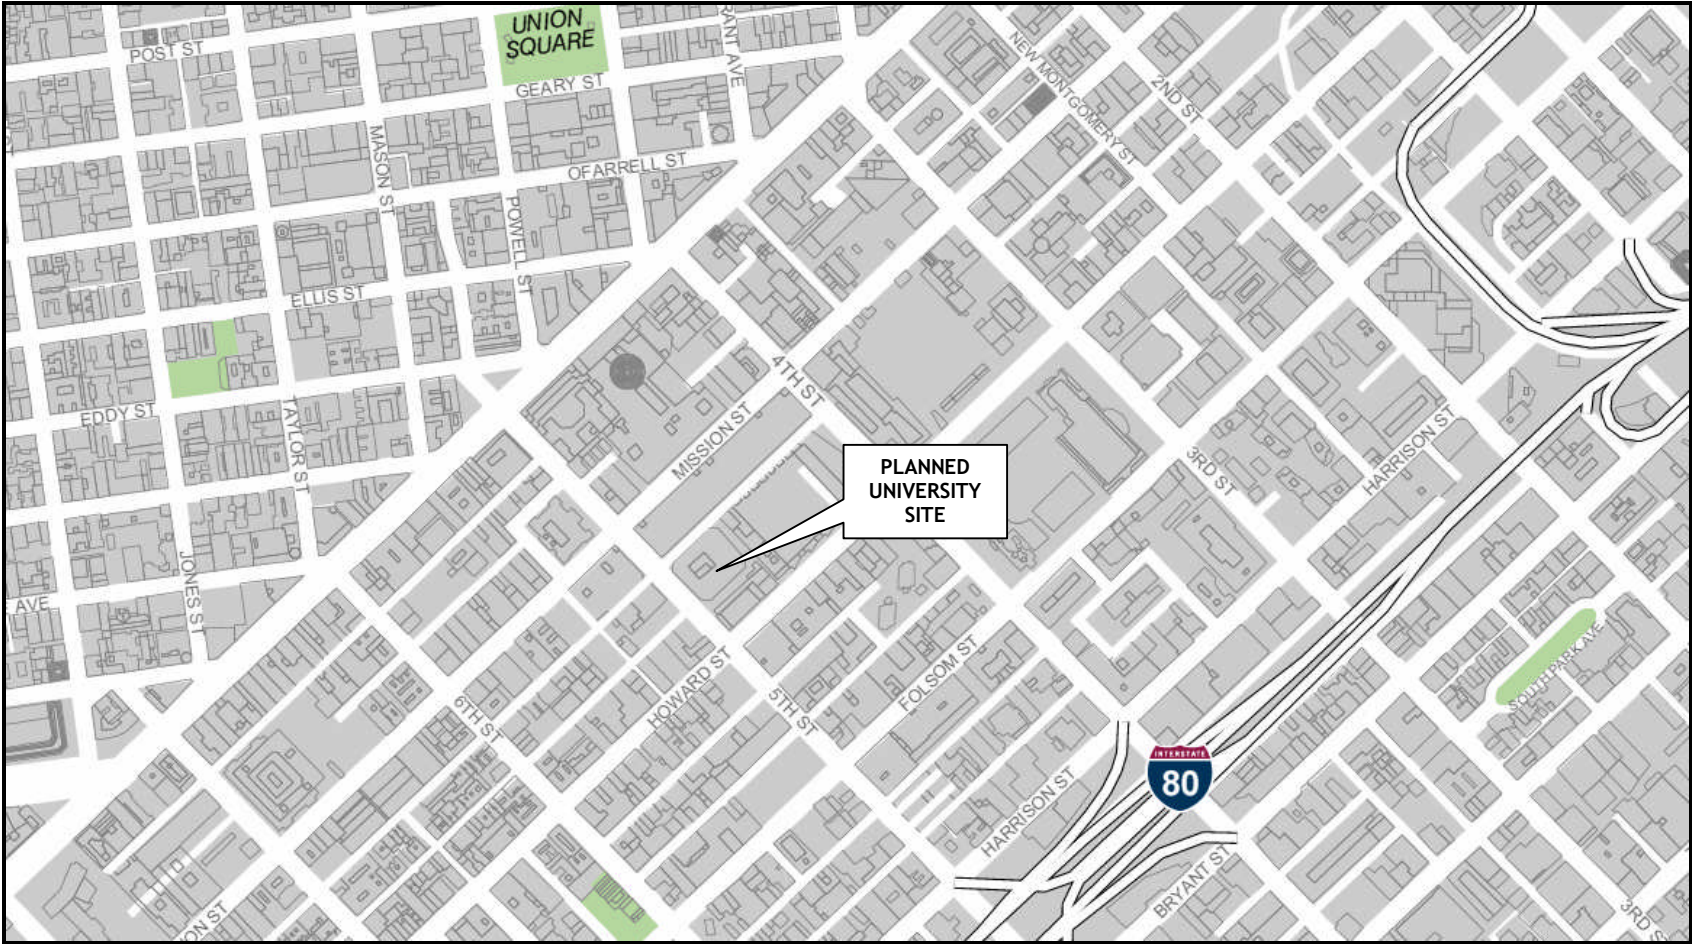 UNION
SQUARE
POST ST
GEARY ST
MASON ST
OFARRELL ST
NEW MONTGOMERY ST
2ND ST
POWELL ST
ELLIS ST
EDDY ST
TAYLOR ST
4TH ST
MISSION ST
PLANNED
UNIVERSITY
SITE
3RD ST
HARRISON ST
AVE
JONES ST
6TH ST
HOWARD ST
5TH ST
FOLSOM ST
SOUTH PARK AVE
INTERSTATE
80
HARRISON ST
BRYANT ST
ON ST
3RD ST
RANT AVE